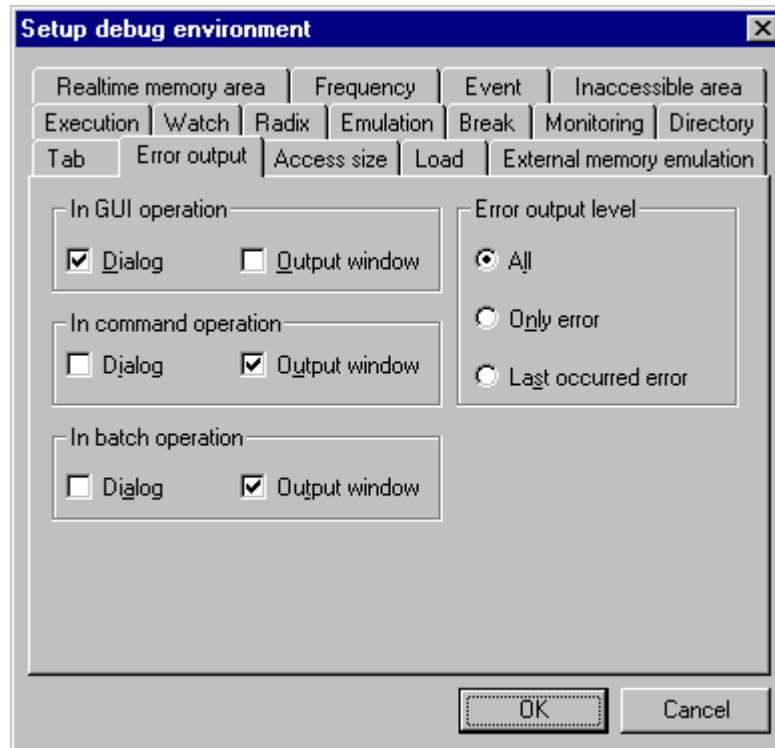 Setup debug environment
Realtime memory area Frequency Event Inaccessible area
Execution Watch Radix Emulation Break Monitoring Directory
Tab Error output Access size Load External memory emulation
In GUI operation
Dialog Output window
In command operation
Dialog Output window
In batch operation
Dialog Output window
Error output level
All
Only error
Last occurred error
OK Cancel